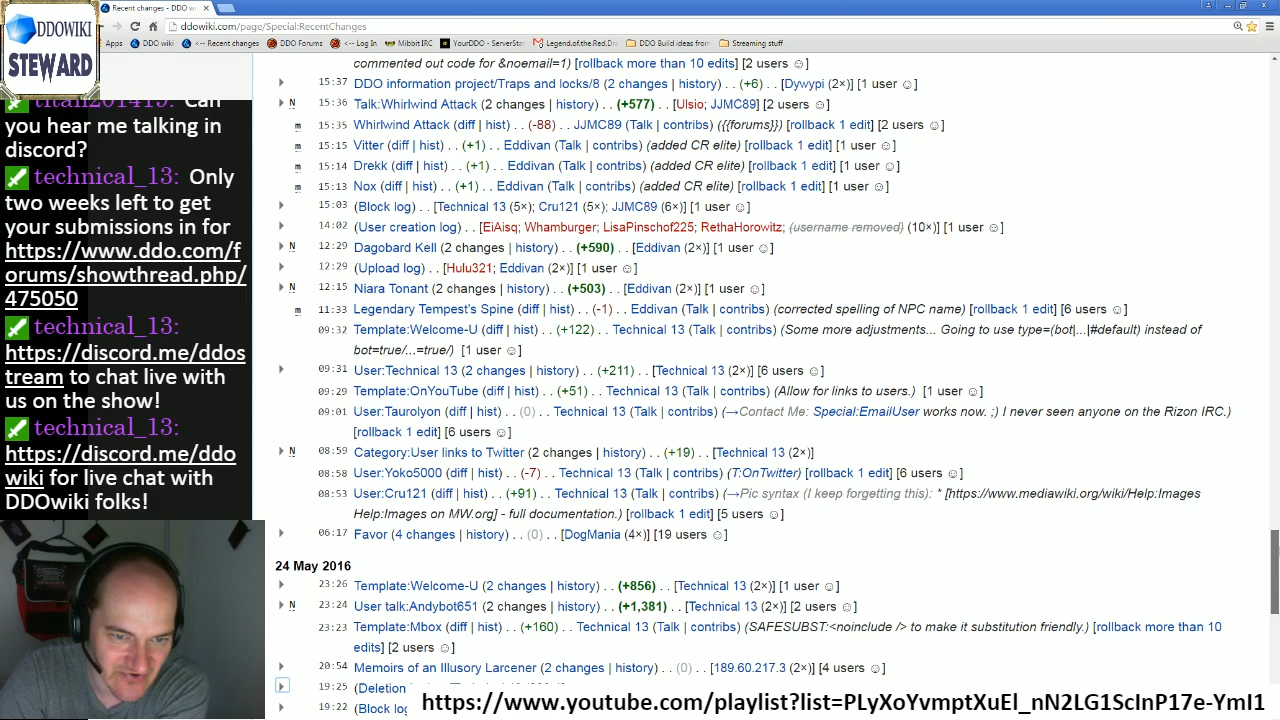 DDOWIKI
STEWARD
Recent changes - DDO w
ddowiki.com/page/Special:RecentChanges
Apps DDO wiki <-- Recent changes DDO Forums <-- Log In Mibbit IRC YourDDO - ServerSta Legend.of.the.Red.Dra DDO Build ideas from Streaming stuff
titan201415: Can
you hear me talking in
discord?
technical_13: Only
two weeks left to get
your submissions in for
https://www.ddo.com/f
orums/showthread.php/
475050
technical_13:
https://discord.me/ddos
tream to chat live with
us on the show!
technical_13:
https://discord.me/ddo
wiki for live chat with
DDOwiki folks!
commented out code for &noemail=1) [rollback more than 10 edits] [2 users ☺]
15:37 DDO information project/Traps and locks/8 (2 changes | history) . . (+6) . . [Dywypi (2×)] [1 user ☺]
N 15:36 Talk:Whirlwind Attack (2 changes | history) . . (+577) . . [Ulsio; JJMC89] [2 users ☺]
m 15:35 Whirlwind Attack (diff | hist) . . (-88) . . JJMC89 (Talk | contribs) ({{forums}}) [rollback 1 edit] [2 users ☺]
m 15:15 Vitter (diff | hist) . . (+1) . . Eddivan (Talk | contribs) (added CR elite) [rollback 1 edit] [1 user ☺]
m 15:14 Drekk (diff | hist) . . (+1) . . Eddivan (Talk | contribs) (added CR elite) [rollback 1 edit] [1 user ☺]
m 15:13 Nox (diff | hist) . . (+1) . . Eddivan (Talk | contribs) (added CR elite) [rollback 1 edit] [1 user ☺]
15:03 (Block log) . . [Technical 13 (5×); Cru121 (5×); JJMC89 (6×)] [1 user ☺]
14:02 (User creation log) . . [EiAisq; Whamburger; LisaPinschof225; RethaHorowitz; (username removed) (10×)] [1 user ☺]
N 12:29 Dagobard Kell (2 changes | history) . . (+590) . . [Eddivan (2×)] [1 user ☺]
12:29 (Upload log) . . [Hulu321; Eddivan (2×)] [1 user ☺]
N 12:15 Niara Tonant (2 changes | history) . . (+503) . . [Eddivan (2×)] [1 user ☺]
m 11:33 Legendary Tempest's Spine (diff | hist) . . (-1) . . Eddivan (Talk | contribs) (corrected spelling of NPC name) [rollback 1 edit] [6 users ☺]
09:32 Template:Welcome-U (diff | hist) . . (+122) . . Technical 13 (Talk | contribs) (Some more adjustments... Going to use type=(bot|...|#default) instead of
bot=true/...=true/) [1 user ☺]
09:31 User:Technical 13 (2 changes | history) . . (+211) . . [Technical 13 (2×)] [6 users ☺]
09:29 Template:OnYouTube (diff | hist) . . (+51) . . Technical 13 (Talk | contribs) (Allow for links to users.) [1 user ☺]
09:01 User:Taurolyon (diff | hist) . . (0) . . Technical 13 (Talk | contribs) (→Contact Me: Special:EmailUser works now. ;) I never seen anyone on the Rizon IRC.)
[rollback 1 edit] [6 users ☺]
N 08:59 Category:User links to Twitter (2 changes | history) . . (+19) . . [Technical 13 (2×)]
08:58 User:Yoko5000 (diff | hist) . . (-7) . . Technical 13 (Talk | contribs) (T:OnTwitter) [rollback 1 edit] [6 users ☺]
08:53 User:Cru121 (diff | hist) . . (+91) . . Technical 13 (Talk | contribs) (→Pic syntax (I keep forgetting this): * [https://www.mediawiki.org/wiki/Help:Images
Help:Images on MW.org] - full documentation.) [rollback 1 edit] [5 users ☺]
06:17 Favor (4 changes | history) . . (0) . . [DogMania (4×)] [19 users ☺]
24 May 2016
23:26 Template:Welcome-U (2 changes | history) . . (+856) . . [Technical 13 (2×)] [1 user ☺]
N 23:24 User talk:Andybot651 (2 changes | history) . . (+1,381) . . [Technical 13 (2×)] [2 users ☺]
23:23 Template:Mbox (diff | hist) . . (+160) . . Technical 13 (Talk | contribs) (SAFESUBST:<noinclude /> to make it substitution friendly.) [rollback more than 10
edits] [2 users ☺]
20:54 Memoirs of an Illusory Larcener (2 changes | history) . . (0) . . [189.60.217.3 (2×)] [4 users ☺]
19:25 (Deletion
19:22 (Block log
https://www.youtube.com/playlist?list=PLyXoYvmptXuEl_nN2LG1ScInP17e-YmI1